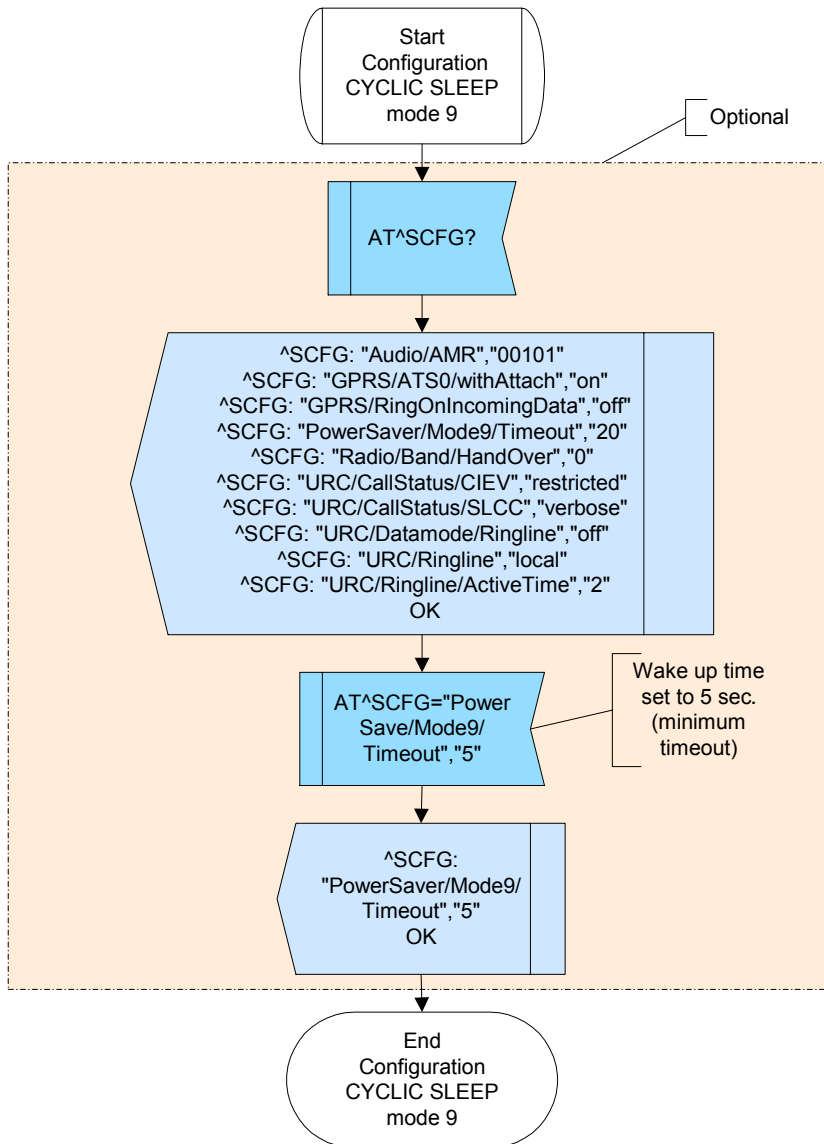 Start
Configuration
CYCLIC SLEEP
mode 9
Optional
AT^SCFG?
^SCFG: "Audio/AMR","00101"
^SCFG: "GPRS/ATS0/withAttach","on"
^SCFG: "GPRS/RingOnIncomingData","off"
^SCFG: "PowerSaver/Mode9/Timeout","20"
^SCFG: "Radio/Band/HandOver","0"
^SCFG: "URC/CallStatus/CIEV","restricted"
^SCFG: "URC/CallStatus/SLCC","verbose"
^SCFG: "URC/Datamode/Ringline","off"
^SCFG: "URC/Ringline","local"
^SCFG: "URC/Ringline/ActiveTime","2"
OK
AT^SCFG="Power
Save/Mode9/
Timeout","5"
Wake up time
set to 5 sec.
(minimum
timeout)
^SCFG:
"PowerSaver/Mode9/
Timeout","5"
OK
End
Configuration
CYCLIC SLEEP
mode 9